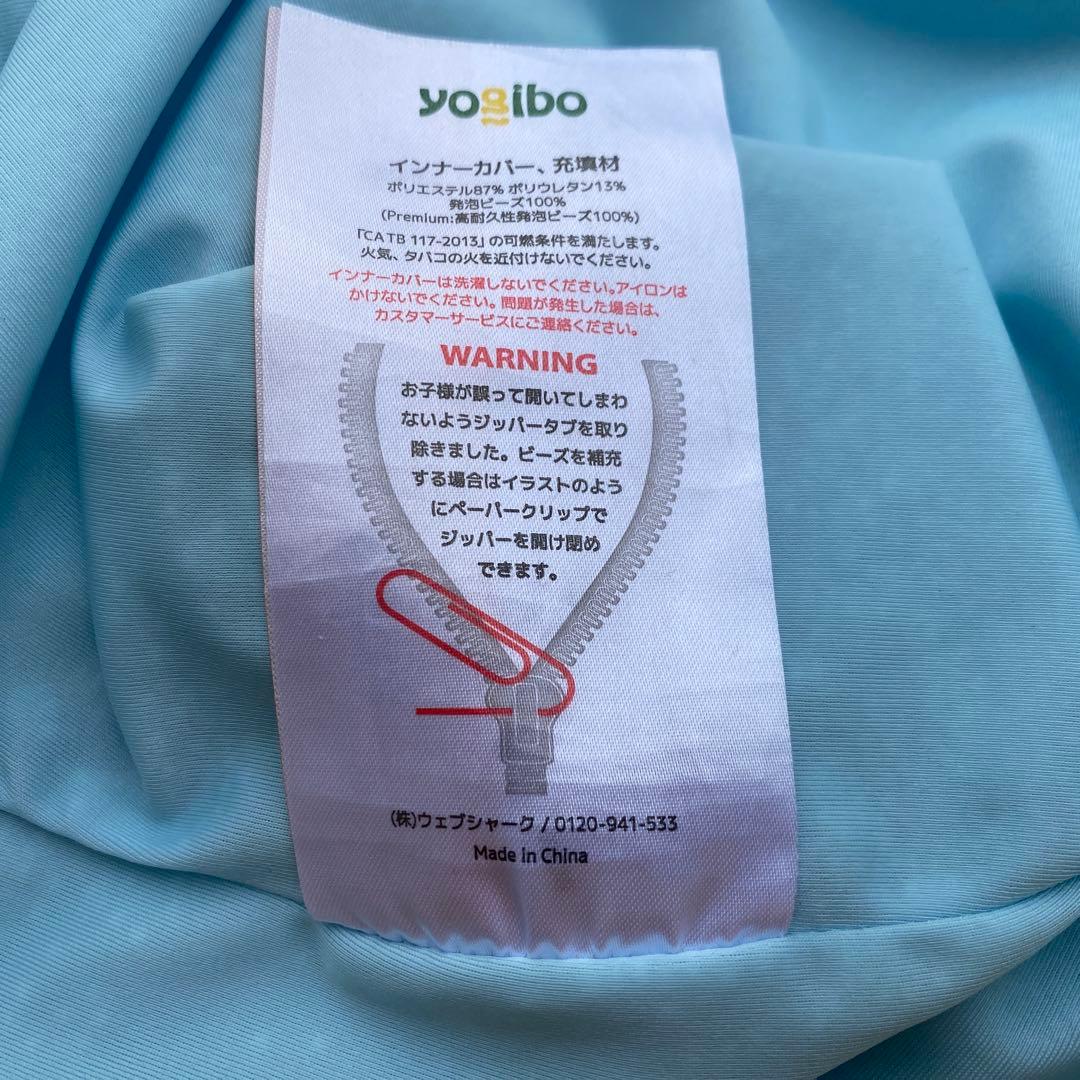 yogibo
インナーカバー、充填材
ポリエステル87% ポリウレタン13%
発泡ビーズ100%
(Premium:高耐久性発泡ビーズ100%)
「CA TB 117-2013」の可燃条件を満たします。
火気、タバコの火を近付けないでください。
インナーカバーは洗濯しないでください。アイロンは
かけないでください。問題が発生した場合は、
カスタマーサービスにご連絡ください。
WARNING
お子様が誤って開いてしまわ
ないようジッパータブを取り
除きました。ビーズを補充
する場合はイラストのよう
にペーパークリップで
ジッパーを開け閉め
できます。
(株)ウェブシャーク / 0120-941-533
Made in China